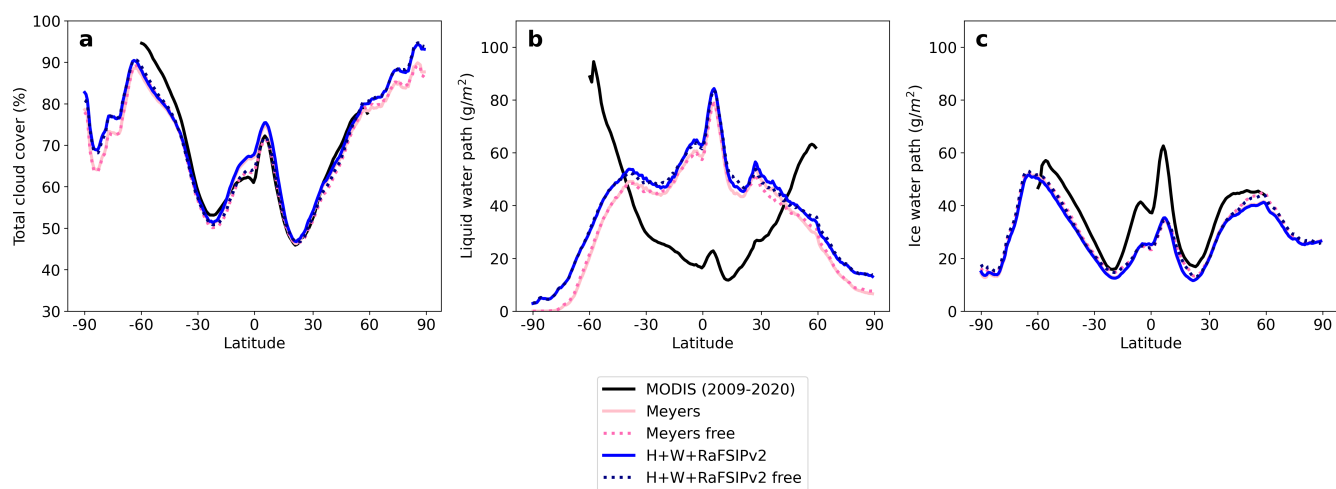 a
Total cloud cover (%)
100
90
80
70
60
50
40
30
-90 -60 -30 0 30 60 90
Latitude
b
Liquid water path (g/m²)
100
80
60
40
20
0
-90 -60 -30 0 30 60 90
Latitude
c
Ice water path (g/m²)
100
80
60
40
20
0
-90 -60 -30 0 30 60 90
Latitude
MODIS (2009-2020)
Meyers
Meyers free
H+W+RaFSIPv2
H+W+RaFSIPv2 free